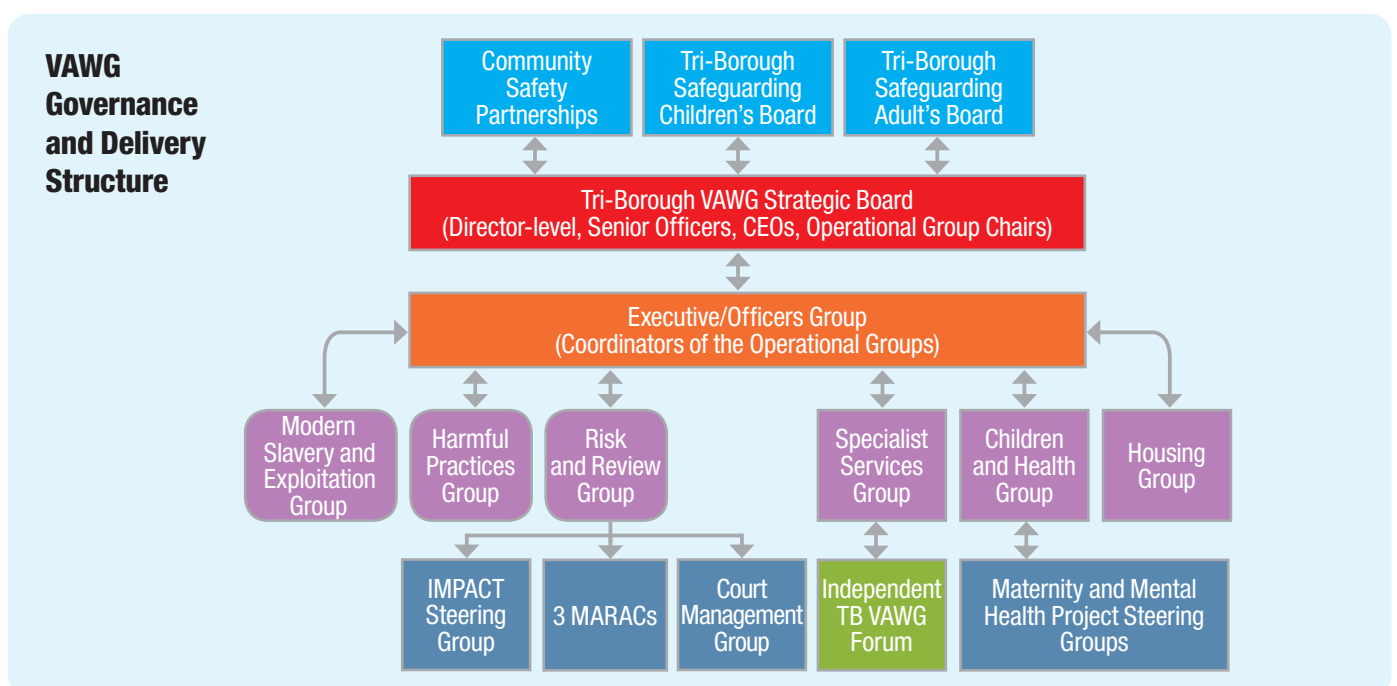 VAWG
Governance
and Delivery
Structure
Community
Safety
Partnerships
Tri-Borough
Safeguarding
Children's Board
Tri-Borough
Safeguarding
Adult's Board
Tri-Borough VAWG Strategic Board
(Director-level, Senior Officers, CEOs, Operational Group Chairs)
Executive/Officers Group
(Coordinators of the Operational Groups)
Modern
Slavery and
Exploitation
Group
Harmful
Practices
Group
Risk
and Review
Group
Specialist
Services
Group
Children
and Health
Group
Housing
Group
IMPACT
Steering
Group
3 MARACs
Court
Management
Group
Independent
TB VAWG
Forum
Maternity and Mental
Health Project Steering
Groups